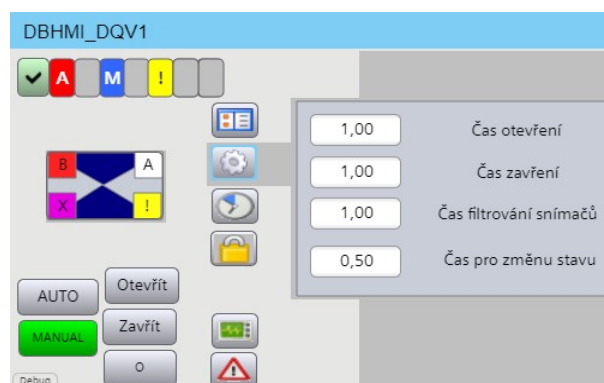 DBHMI_DQV1
A M !
1,00 Čas otevření
B A
1,00 Čas zavření
X !
1,00 Čas filtrování snímačů
0,50 Čas pro změnu stavu
AUTO Otevřít
MANUAL Zavřít
O
Debug